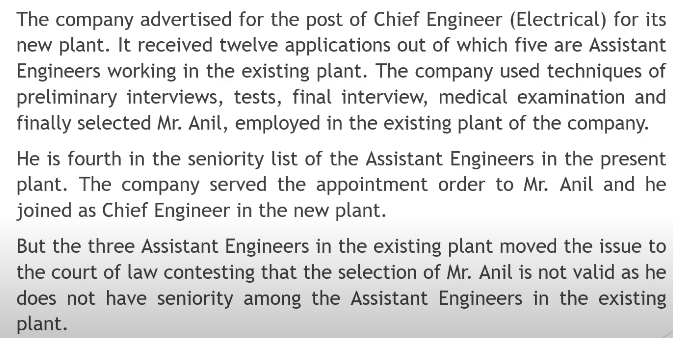 The company advertised for the post of Chief Engineer (Electrical) for its
new plant. It received twelve applications out of which five are Assistant
Engineers working in the existing plant. The company used techniques of
preliminary interviews, tests, final interview, medical examination and
finally selected Mr. Anil, employed in the existing plant of the company.
He is fourth in the seniority list of the Assistant Engineers in the present
plant. The company served the appointment order to Mr. Anil and he
joined as Chief Engineer in the new plant.
But the three Assistant Engineers in the existing plant moved the issue to
the court of law contesting that the selection of Mr. Anil is not valid as he
does not have seniority among the Assistant Engineers in the existing
plant.